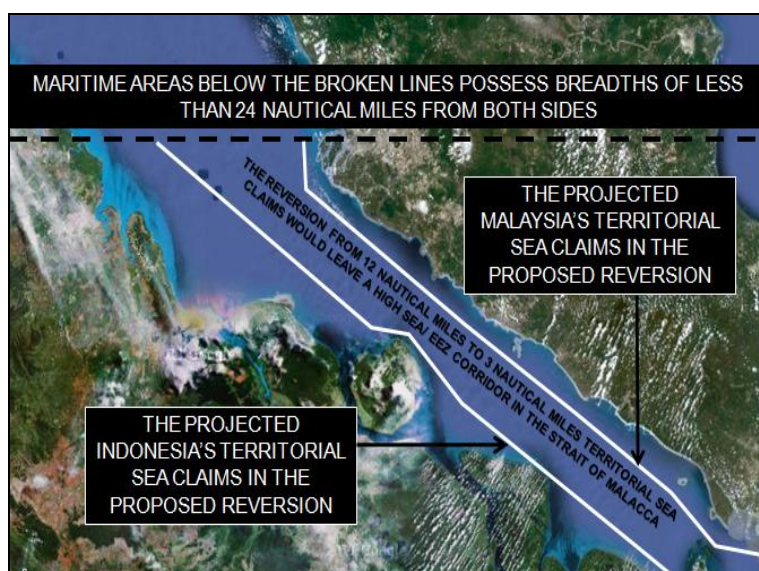 MARITIME AREAS BELOW THE BROKEN LINES POSSESS BREADTHS OF LESS
THAN 24 NAUTICAL MILES FROM BOTH SIDES
THE REVERSION FROM 12 NAUTICAL MILES TO 3 NAUTICAL MILES TERRITORIAL SEA
CLAIMS WOULD LEAVE A HIGH SEA/ EEZ CORRIDOR IN THE STRAIT OF MALACCA
THE PROJECTED
MALAYSIA'S TERRITORIAL
SEA CLAIMS IN THE
PROPOSED REVERSION
THE PROJECTED
INDONESIA'S TERRITORIAL
SEA CLAIMS IN THE
PROPOSED REVERSION